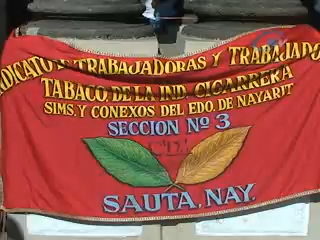 DICATO DE TRABAJADORAS Y TRABAJADO
TABACO, DE LA IND. CIGARRERA
SIMS. Y CONEXOS DEL EDO. DE NAYARIT
SECCION Nº 3
SAUTA, NAY.